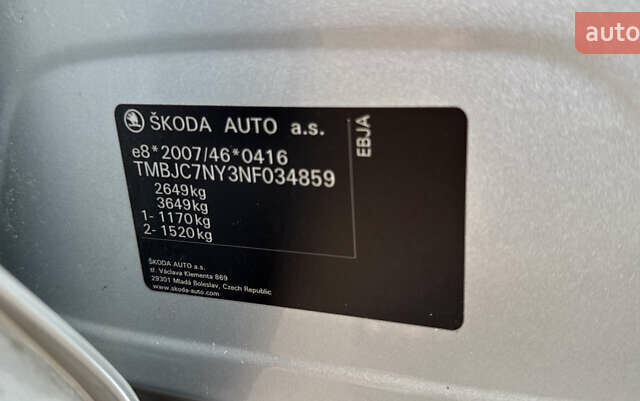 auto
ŠKODA AUTO a.s.
e8*2007/46*0416
TMBJC7NY3NF034859
2649kg
3649kg
1- 1170kg
2- 1520kg
EBJA
ŠKODA AUTO a.s.
tř. Václava Klementa 869
29301 Mladá Boleslav, Czech Republic
www.skoda-auto.com